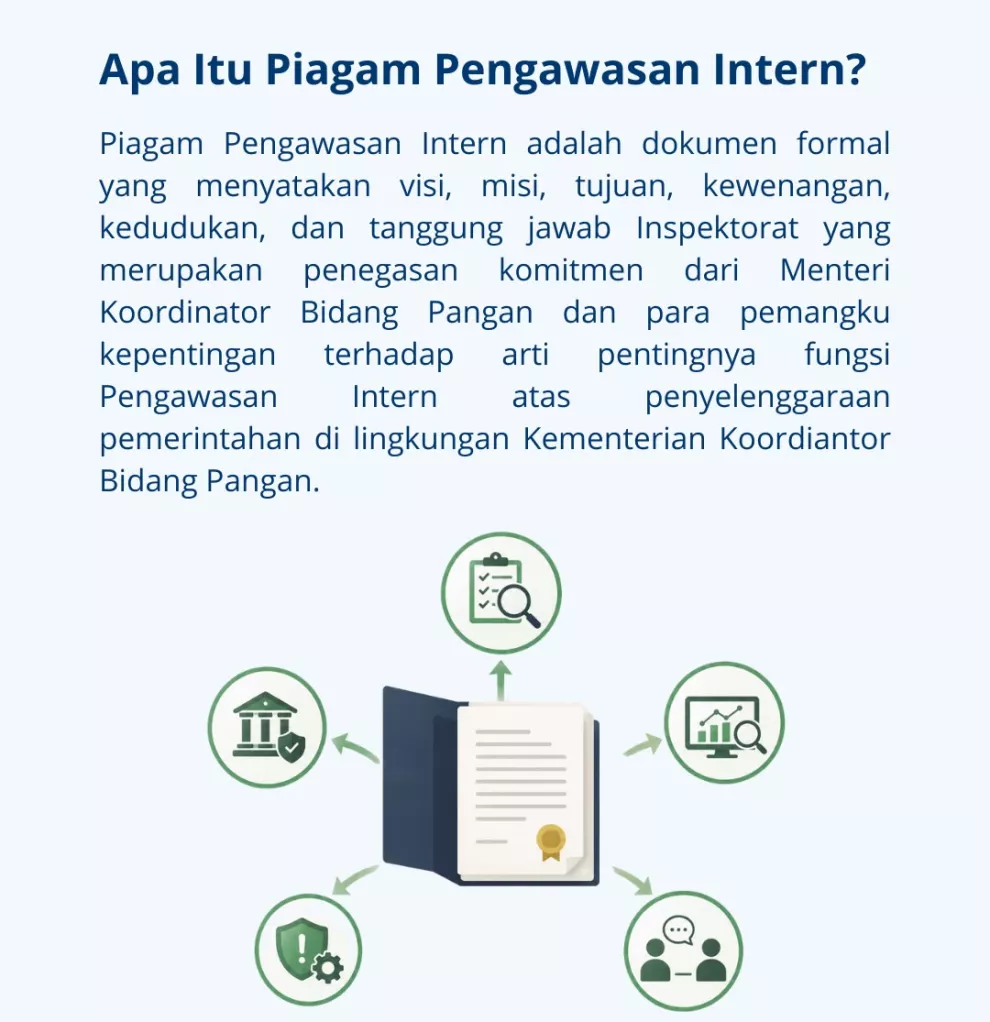 Apa Itu Piagam Pengawasan Intern?
Piagam Pengawasan Intern adalah dokumen formal
yang menyatakan visi, misi, tujuan, kewenangan,
kedudukan, dan tanggung jawab Inspektorat yang
merupakan penegasan komitmen dari Menteri
Koordinator Bidang Pangan dan para pemangku
kepentingan terhadap arti pentingnya fungsi
Pengawasan Intern atas penyelenggaraan
pemerintahan di lingkungan Kementerian Koordiantor
Bidang Pangan.